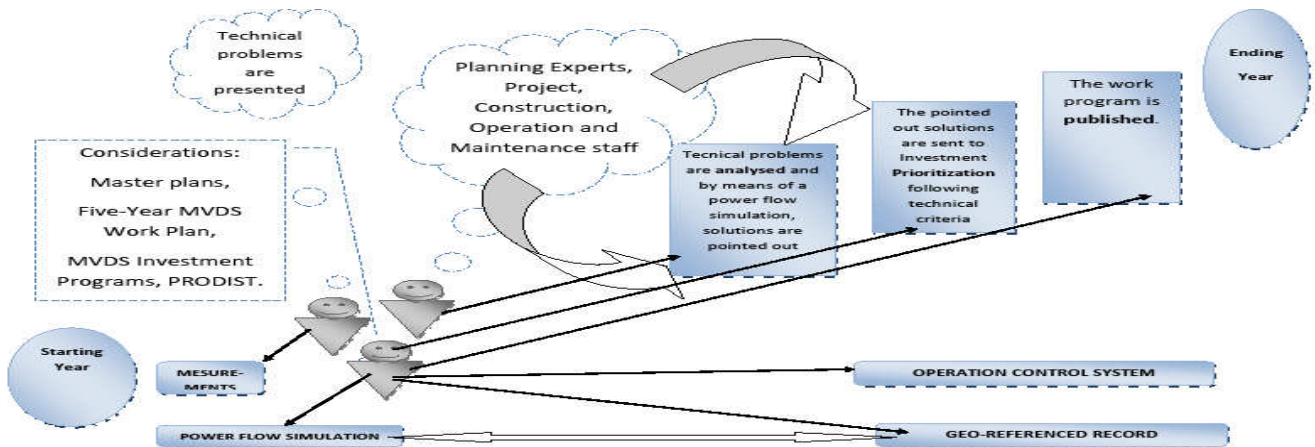 Technical
problems
are
presented
Planning Experts,
Project,
Construction,
Operation and
Maintenance staff
Ending
Year
The work
program is
published.
The pointed
out solutions
are sent to
Investment
Prioritization
following
technical
criteria
Tecnical problems
are analysed and
by means of a
power flow
simulation,
solutions are
pointed out
Considerations:
Master plans,
Five-Year MVDS
Work Plan,
MVDS Investment
Programs, PRODIST.
Starting
Year
MESURE-
MENTS
OPERATION CONTROL SYSTEM
POWER FLOW SIMULATION
GEO-REFERENCED RECORD